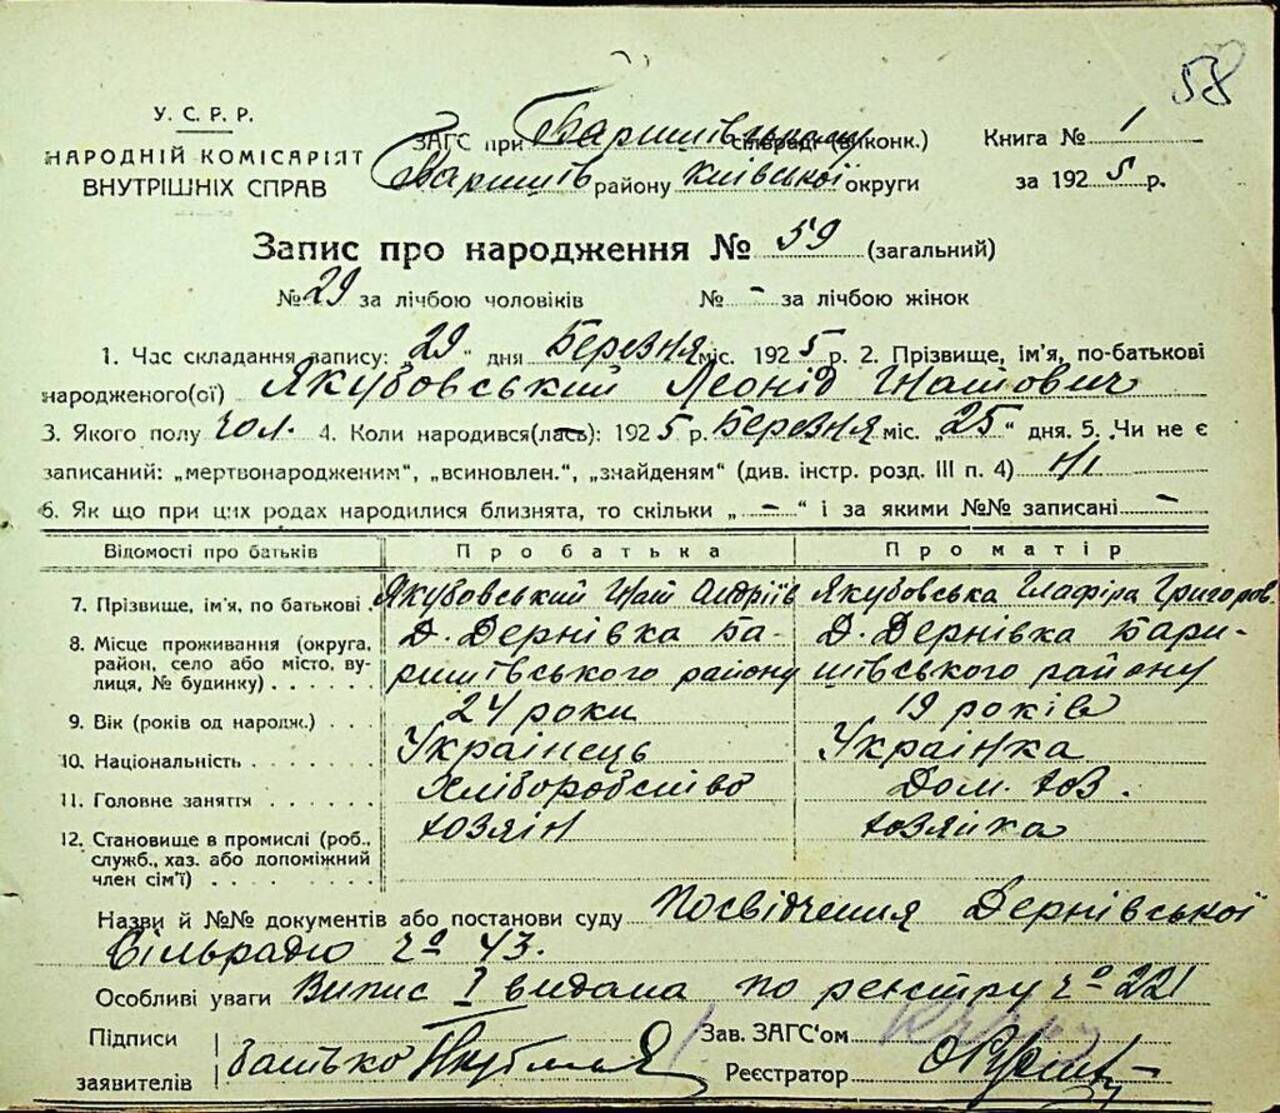 58
У. С. Р. Р.
НАРОДНІЙ КОМІСАРІЯТ
ВНУТРІШНІХ СПРАВ
ЗАГС при Баришівському (виконк.)
Баришів району Київської округи
Книга № 1
за 1925 р.
Запис про народження № 59 (загальний)
№ 29 за лічбою чоловіків № - за лічбою жінок
1. Час складання запису: „29" дня Березня міс. 1925 р. 2. Прізвище, ім'я, по-батькові
народженого(ої) Якубовський Леонід Гнатович
3. Якого полу чол. 4. Коли народився(лась): 1925 р. Березня міс. „25" дня. 5. Чи не є
записаний: „мертвонародженим", „всиновлен.", „знайденям" (див. інстр. розд. III п. 4) Ні
6. Як що при цих родах народилися близнята, то скільки „ - " і за якими №№ записані -
Відомості про батьків Про батька Про матір
7. Прізвище, ім'я, по батькові Якубовський Гнат Андріїв Якубовська Глафіра Григоров.
8. Місце проживання (округа, район, село або місто, вулиця, № будинку) Д. Дернівка Ба- Д. Дернівка Бари-
ришівського району шівського району
9. Вік (років од народж.) 24 роки 19 років
10. Національність Українець Українка
11. Головне заняття Хліборобство Дом. хоз.
12. Становище в промислі (роб., служб., хаз. або допоміжний член сім'ї) хозяїн хозяйка
Назви й №№ документів або постанови суду Посвідчення Дернівської
Сільради ч° 43.
Особливі уваги Випис I видана по реєстру ч° 221
Підписи
заявителів
батько
Зав. ЗАГС'ом
Реєстратор